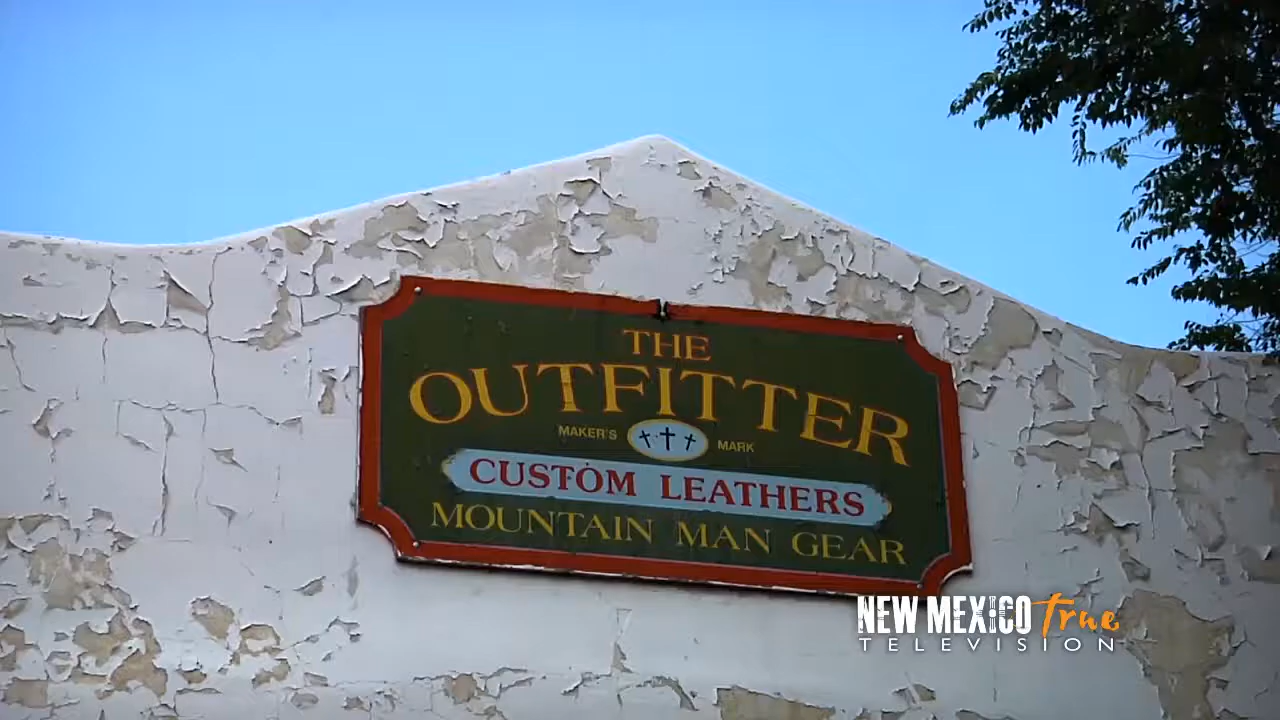 THE
OUTFITTER
MAKER'S MARK
CUSTOM LEATHERS
MOUNTAIN MAN GEAR
NEW MEXICO True
TELEVISION